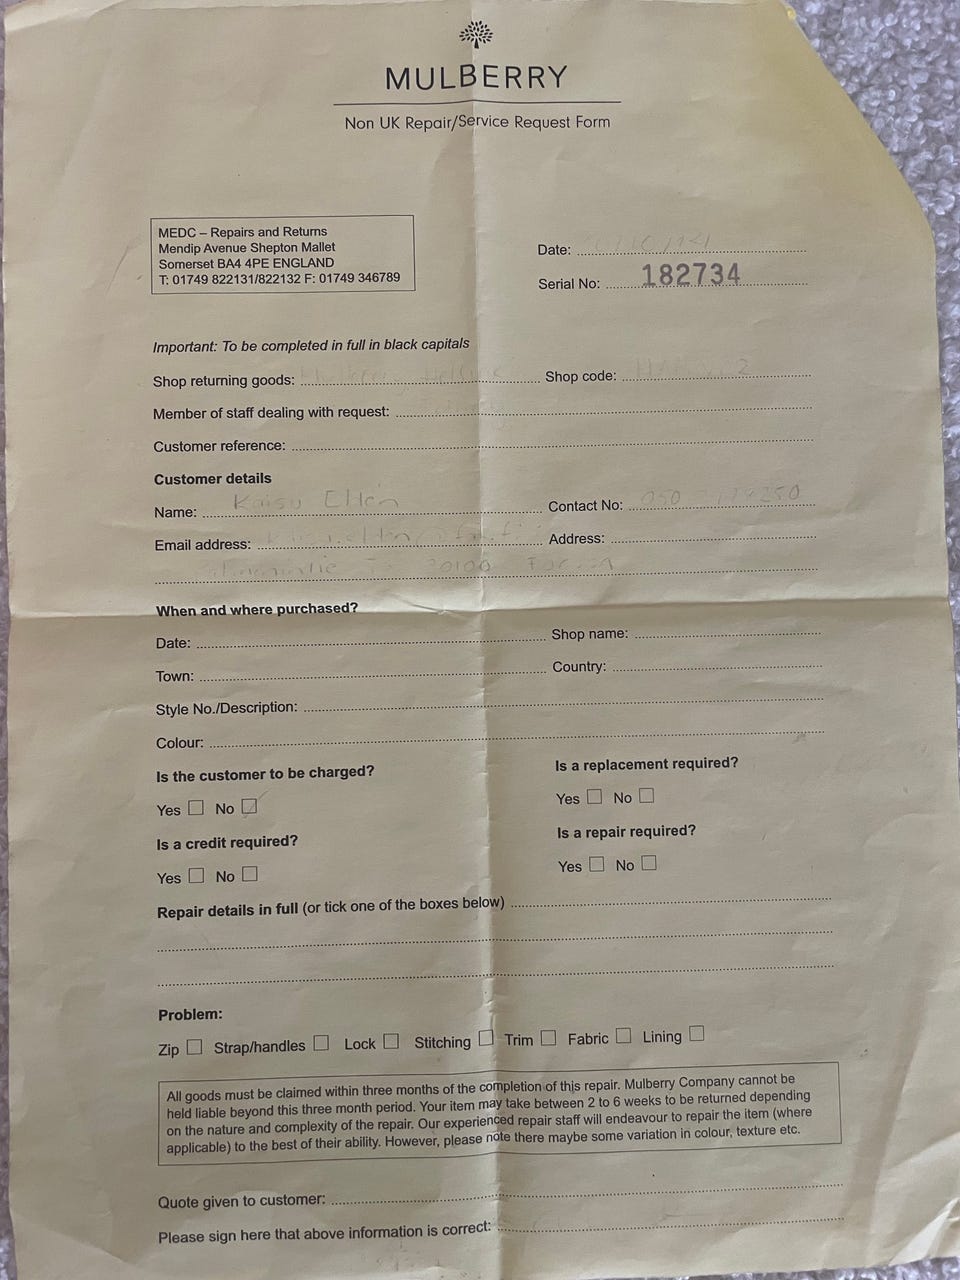 MULBERRY
Non UK Repair/Service Request Form
MEDC – Repairs and Returns
Mendip Avenue Shepton Mallet
Somerset BA4 4PE ENGLAND
T: 01749 822131/822132 F: 01749 346789
Date:
Serial No: 182734
Important: To be completed in full in black capitals
Shop returning goods: Shop code:
Member of staff dealing with request:
Customer reference:
Customer details
Name: Kaisu Contact No: 050
Email address: Address:
20100
When and where purchased?
Date: Shop name:
Town: Country:
Style No./Description:
Colour:
Is the customer to be charged? Is a replacement required?
Yes No Yes No
Is a credit required? Is a repair required?
Yes No Yes No
Repair details in full (or tick one of the boxes below)
Problem:
Zip Strap/handles Lock Stitching Trim Fabric Lining
All goods must be claimed within three months of the completion of this repair. Mulberry Company cannot be
held liable beyond this three month period. Your item may take between 2 to 6 weeks to be returned depending
on the nature and complexity of the repair. Our experienced repair staff will endeavour to repair the item (where
applicable) to the best of their ability. However, please note there maybe some variation in colour, texture etc.
Quote given to customer:
Please sign here that above information is correct: